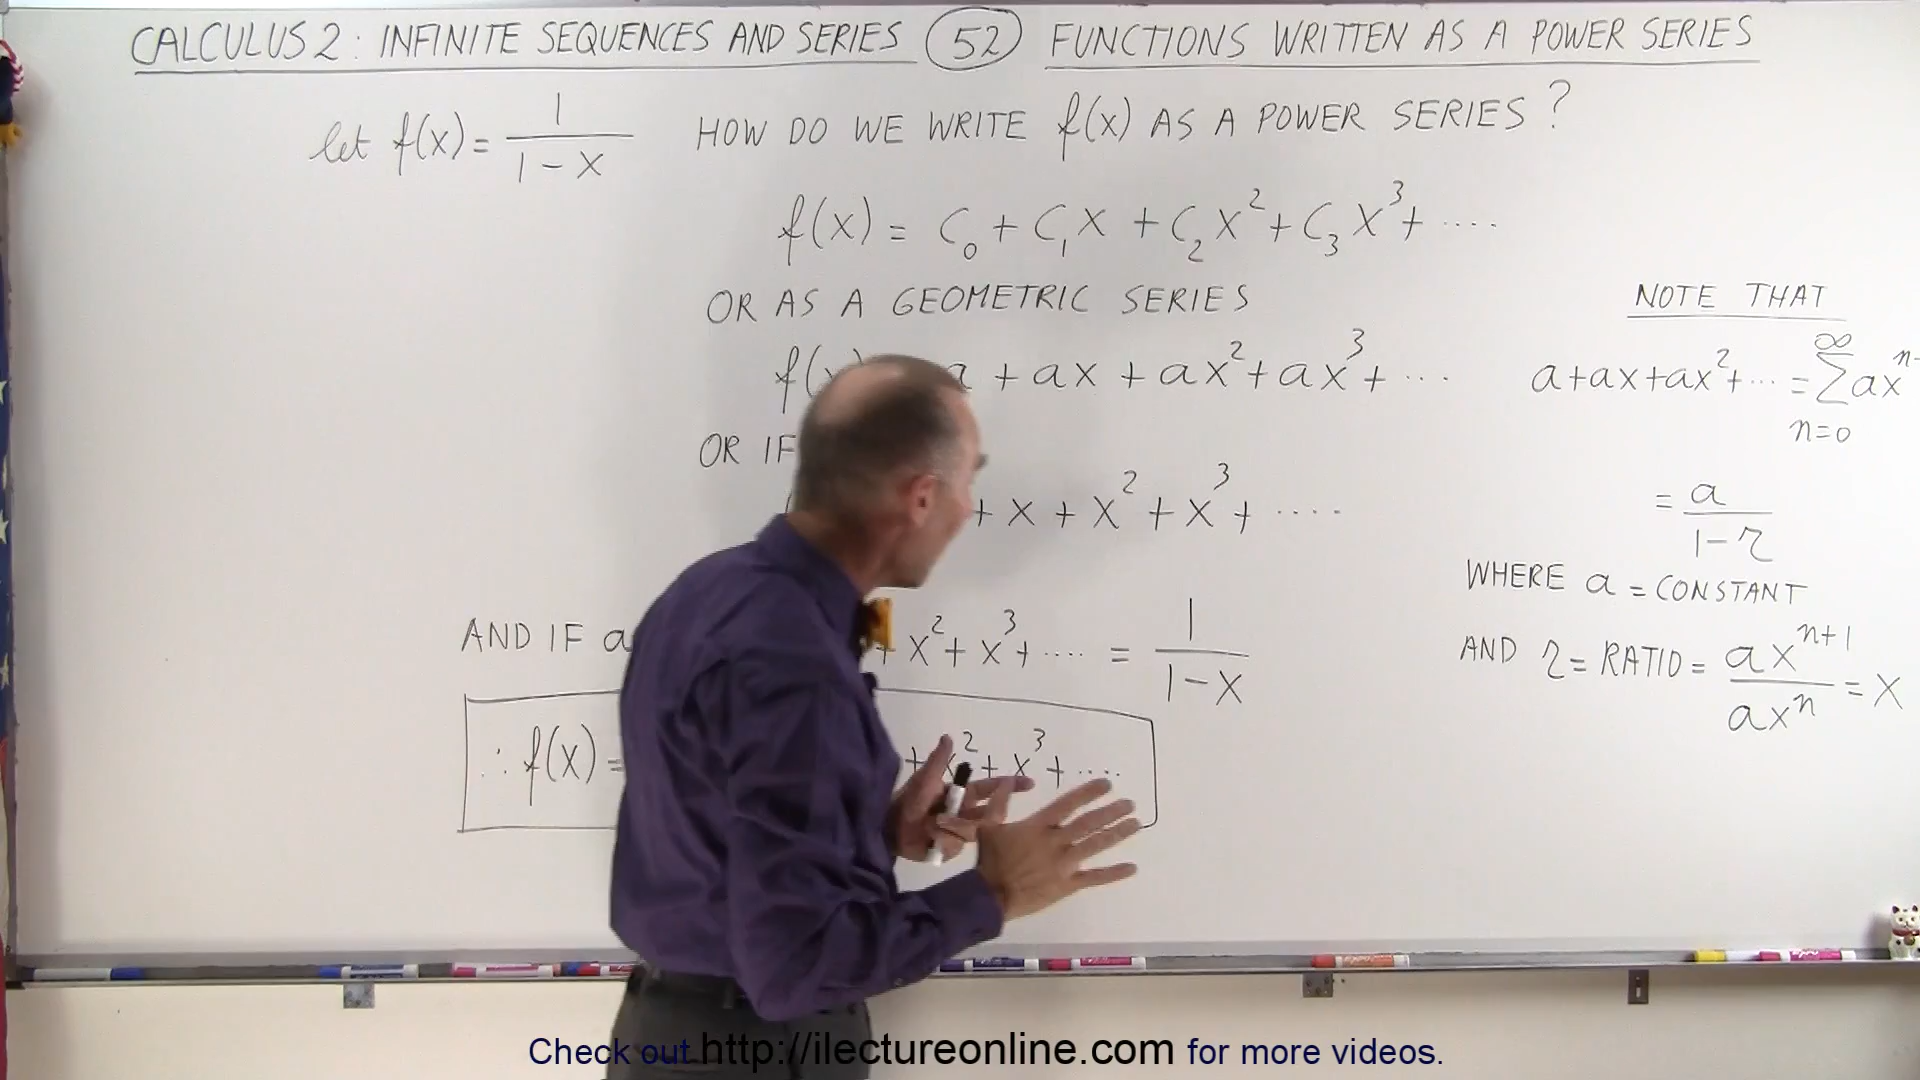 CALCULUS 2: INFINITE SEQUENCES AND SERIES 52 FUNCTIONS WRITTEN AS A POWER SERIES
let f(x) = 1/(1-x) HOW DO WE WRITE f(x) AS A POWER SERIES?
f(x) = C₀ + C₁x + C₂x² + C₃x³ + ....
OR AS A GEOMETRIC SERIES
f(x) a + ax + ax² + ax³ + ...
OR IF
+ x + x² + x³ + ....
AND IF a + x² + x³ + .... = 1/(1-x)
∴ f(x) = + x² + x³ + ....
NOTE THAT
a + ax + ax² + ... = ∑ n=0 ∞ axⁿ⁻
= a/(1-r)
WHERE a = CONSTANT
AND r = RATIO = axⁿ⁺¹/axⁿ = x
Check out http://ilectureonline.com for more videos.